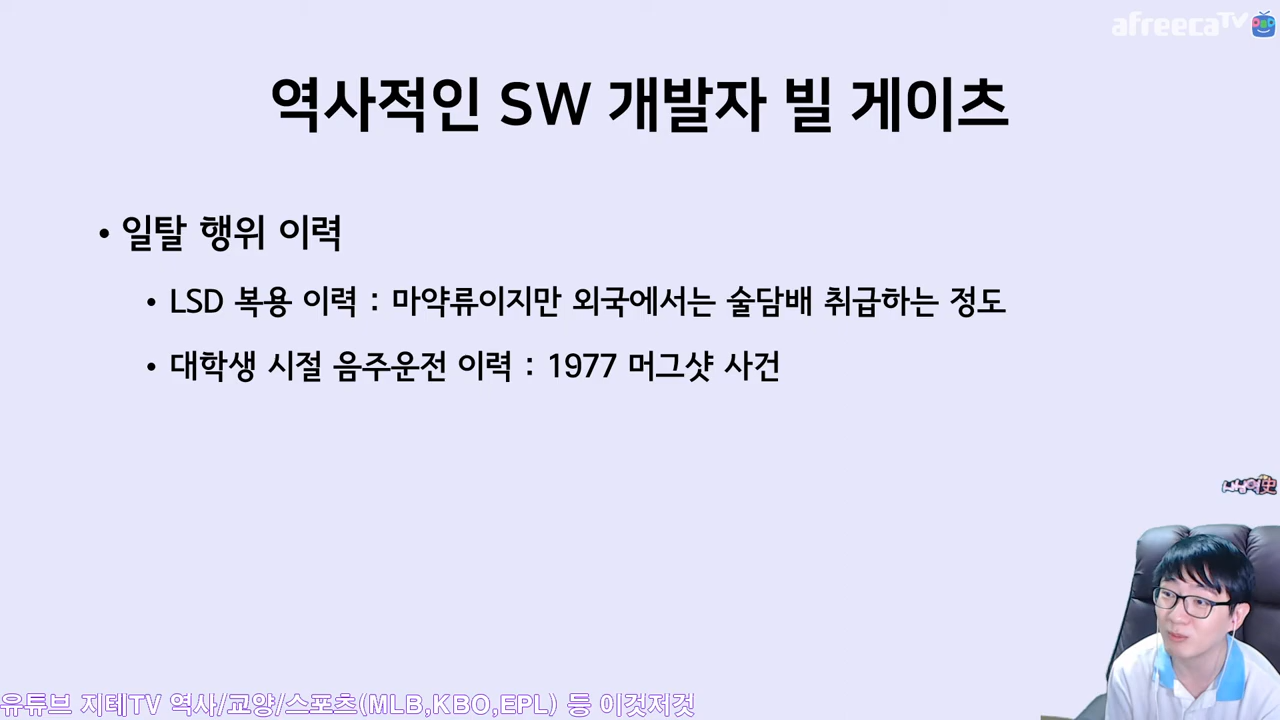 afreecaTV
역사적인 SW 개발자 빌 게이츠
• 일탈 행위 이력
• LSD 복용 이력 : 마약류이지만 외국에서는 술담배 취급하는 정도
• 대학생 시절 음주운전 이력 : 1977 머그샷 사건
유튜브 지테TV 역사/교양/스포츠(MLB,KBO,EPL) 등 이것저것